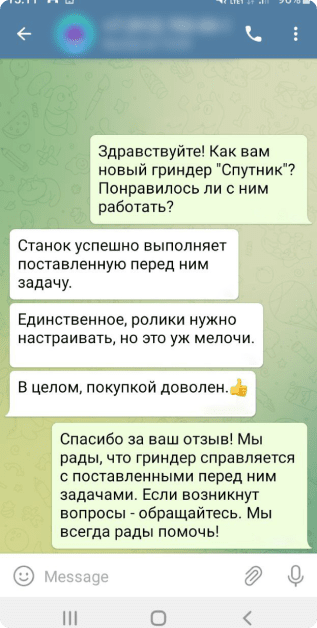 Здравствуйте! Как вам
новый гриндер "Спутник"?
Понравилось ли с ним
работать?
Станок успешно выполняет
поставленную перед ним
задачу.
Единственное, ролики нужно
настраивать, но это уж мелочи.
В целом, покупкой доволен.👍
Спасибо за ваш отзыв! Мы
рады, что гриндер справляется
с поставленными перед ним
задачами. Если возникнут
вопросы - обращайтесь. Мы
всегда рады помочь!
Message